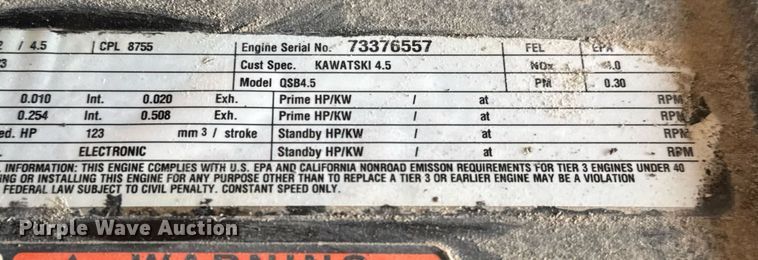 / 4.5 CPL 8755 Engine Serial No. 73376557 FEL EPA
Cust Spec. KAWATSKI 4.5 NOx
Model QSB4.5 PM 0.30
0.010 Int. 0.020 Exh. Prime HP/KW / at RPM
0.254 Int. 0.508 Exh. Prime HP/KW / at RPM
ed. HP 123 mm3 / stroke Standby HP/KW / at RPM
ELECTRONIC Standby HP/KW / at RPM
INFORMATION: THIS ENGINE COMPLIES WITH U.S. EPA AND CALIFORNIA NONROAD EMISSON REQUIREMENTS FOR TIER 3 ENGINES UNDER 40
ING OR INSTALLING THIS ENGINE FOR ANY PURPOSE OTHER THAN TO REPLACE A TIER 3 OR EARLIER ENGINE MAY BE A VIOLATION
FEDERAL LAW SUBJECT TO CIVIL PENALTY. CONSTANT SPEED ONLY.
Purple Wave Auction
WARNING